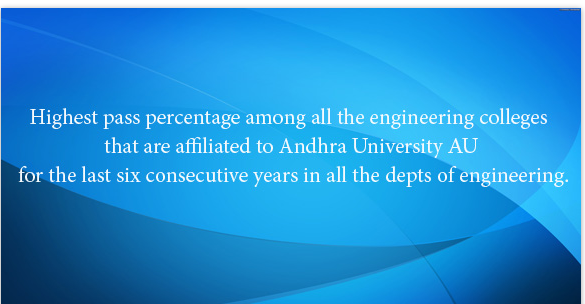 Highest pass percentage among all the engineering colleges
that are affiliated to Andhra University AU
for the last six consecutive years in all the depts of engineering.